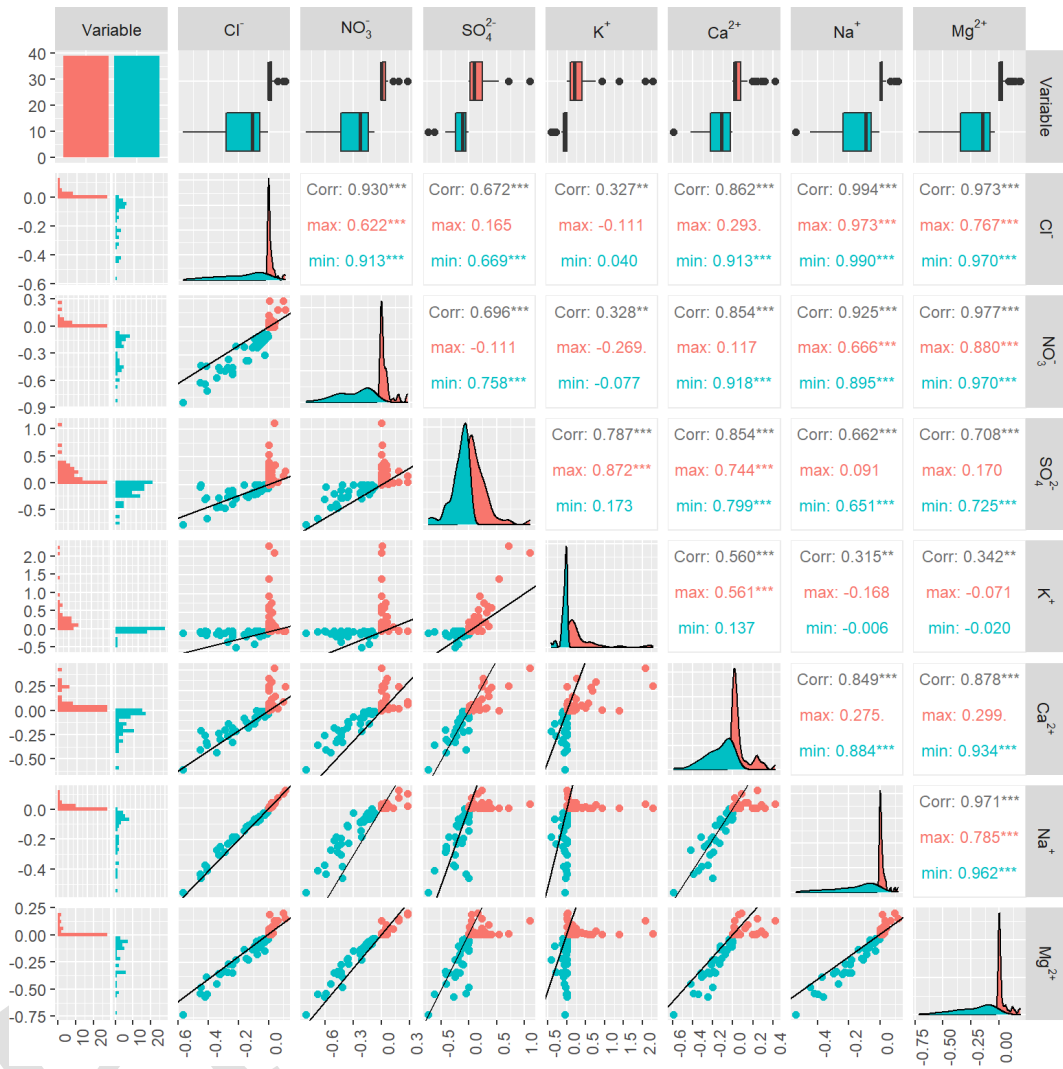 Variable Cl⁻ NO₃⁻ SO₄²⁻ K⁺ Ca²⁺ Na⁺ Mg²⁺
40
30
20
10
0
Variable
0.0
-0.2
-0.4
-0.6
Corr: 0.930*** Corr: 0.672*** Corr: 0.327** Corr: 0.862*** Corr: 0.994*** Corr: 0.973***
max: 0.622*** max: 0.165 max: -0.111 max: 0.293. max: 0.973*** max: 0.767***
min: 0.913*** min: 0.669*** min: 0.040 min: 0.913*** min: 0.990*** min: 0.970***
Cl⁻
0.3
0.0
-0.3
-0.6
-0.9
Corr: 0.696*** Corr: 0.328** Corr: 0.854*** Corr: 0.925*** Corr: 0.977***
max: -0.111 max: -0.269. max: 0.117 max: 0.666*** max: 0.880***
min: 0.758*** min: -0.077 min: 0.918*** min: 0.895*** min: 0.970***
NO₃⁻
1.0
0.5
0.0
-0.5
Corr: 0.787*** Corr: 0.854*** Corr: 0.662*** Corr: 0.708***
max: 0.872*** max: 0.744*** max: 0.091 max: 0.170
min: 0.173 min: 0.799*** min: 0.651*** min: 0.725***
SO₄²⁻
2.0
1.5
1.0
0.5
0.0
-0.5
Corr: 0.560*** Corr: 0.315** Corr: 0.342**
max: 0.561*** max: -0.168 max: -0.071
min: 0.137 min: -0.006 min: -0.020
K⁺
0.25
0.00
-0.25
-0.50
Corr: 0.849*** Corr: 0.878***
max: 0.275. max: 0.299.
min: 0.884*** min: 0.934***
Ca²⁺
0.0
-0.2
-0.4
Corr: 0.971***
max: 0.785***
min: 0.962***
Na⁺
0.25
0.00
-0.25
-0.50
-0.75
Mg²⁺
0 10 20 0 10 20 -0.6 -0.4 -0.2 0.0 -0.9 -0.6 -0.3 0.0 0.3 -0.5 0.0 0.5 1.0 -0.5 0.0 0.5 1.0 1.5 2.0 -0.6 -0.4 -0.2 0.0 0.2 0.4 -0.4 -0.2 0.0 -0.75 -0.50 -0.25 0.00